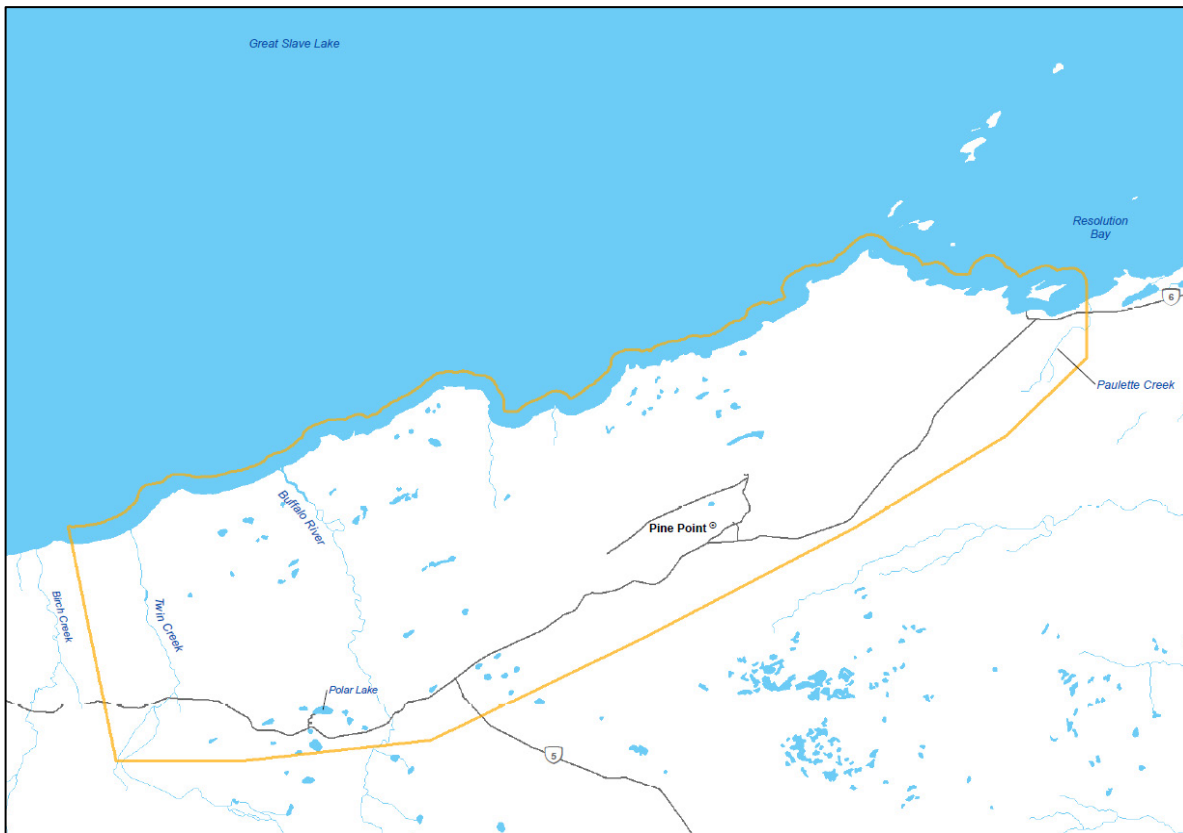 Great Slave Lake
Resolution
Bay
6
Paulette Creek
Buffalo River
Pine Point
Birch Creek
Twin Creek
Polar Lake
5